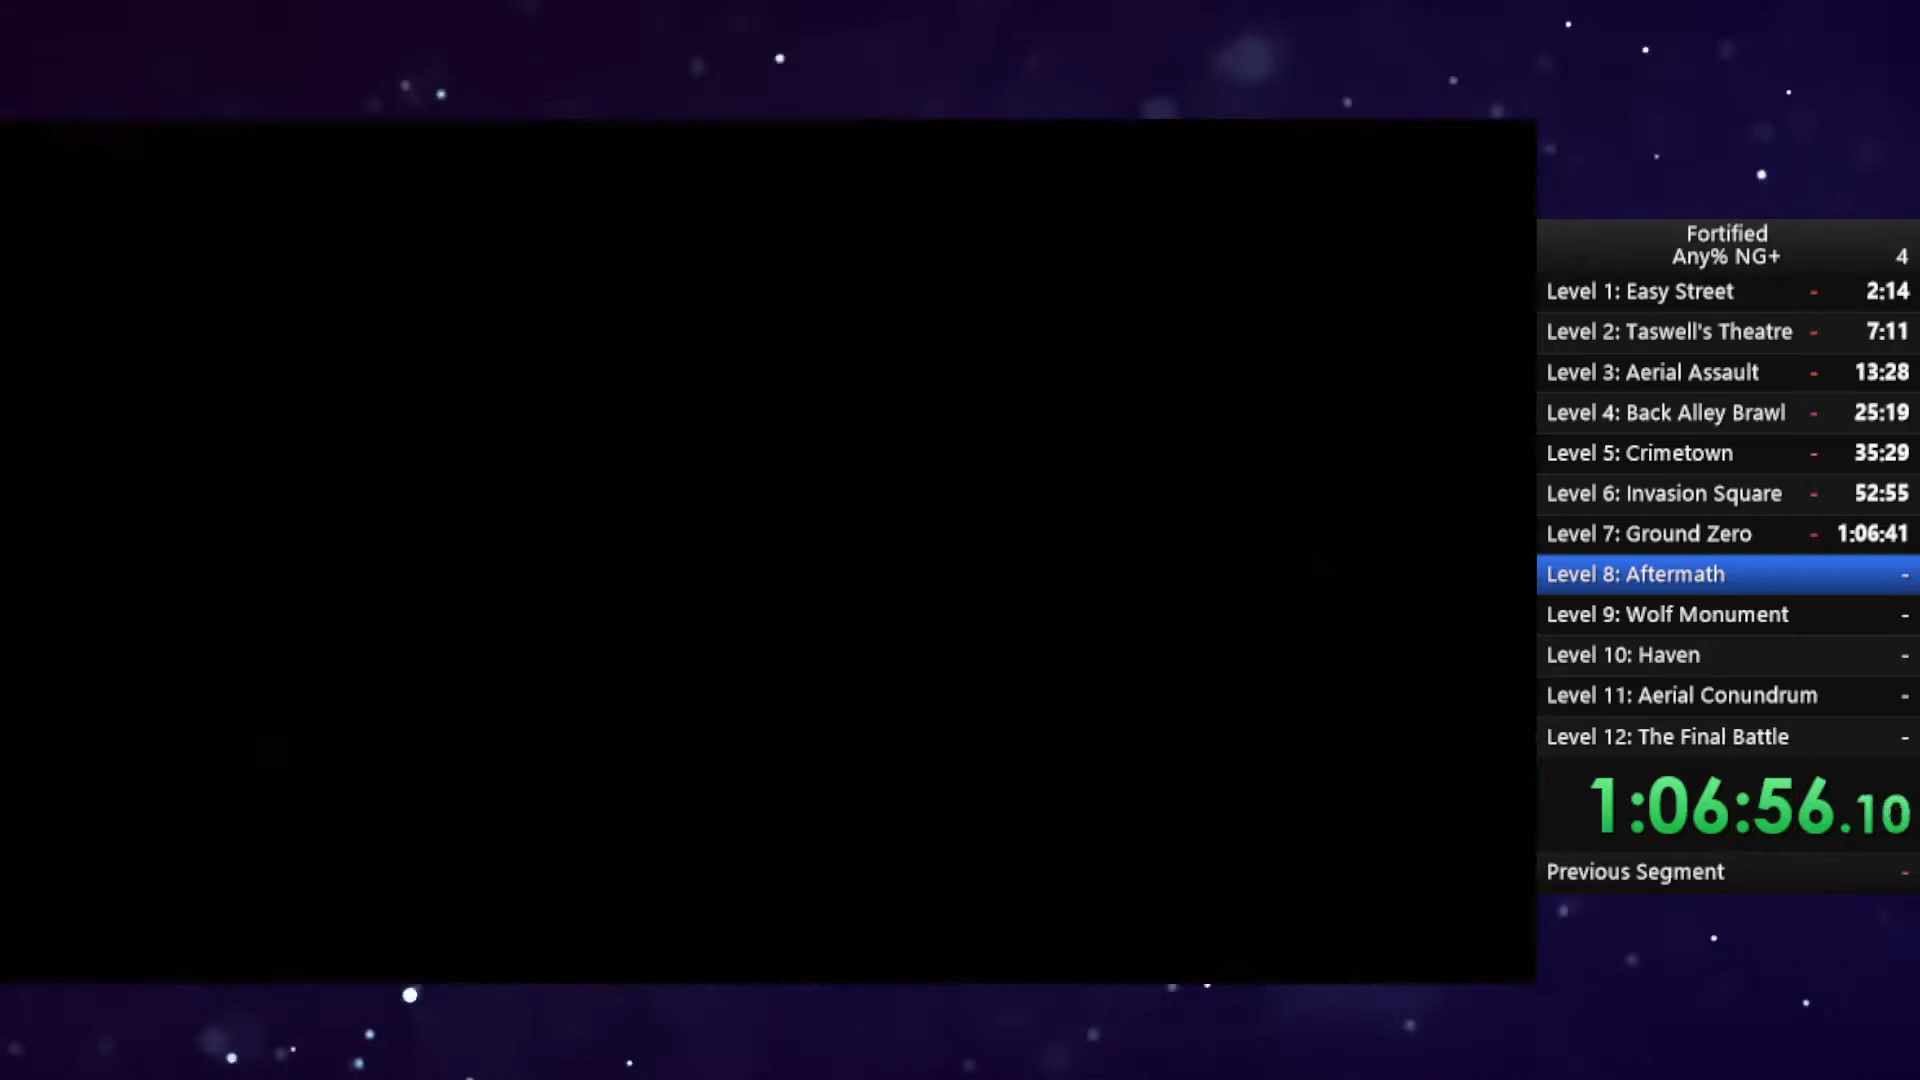 Fortified
Any% NG+ 4
Level 1: Easy Street - 2:14
Level 2: Taswell's Theatre - 7:11
Level 3: Aerial Assault - 13:28
Level 4: Back Alley Brawl - 25:19
Level 5: Crimetown - 35:29
Level 6: Invasion Square - 52:55
Level 7: Ground Zero - 1:06:41
Level 8: Aftermath -
Level 9: Wolf Monument -
Level 10: Haven -
Level 11: Aerial Conundrum -
Level 12: The Final Battle -
1:06:56.10
Previous Segment -